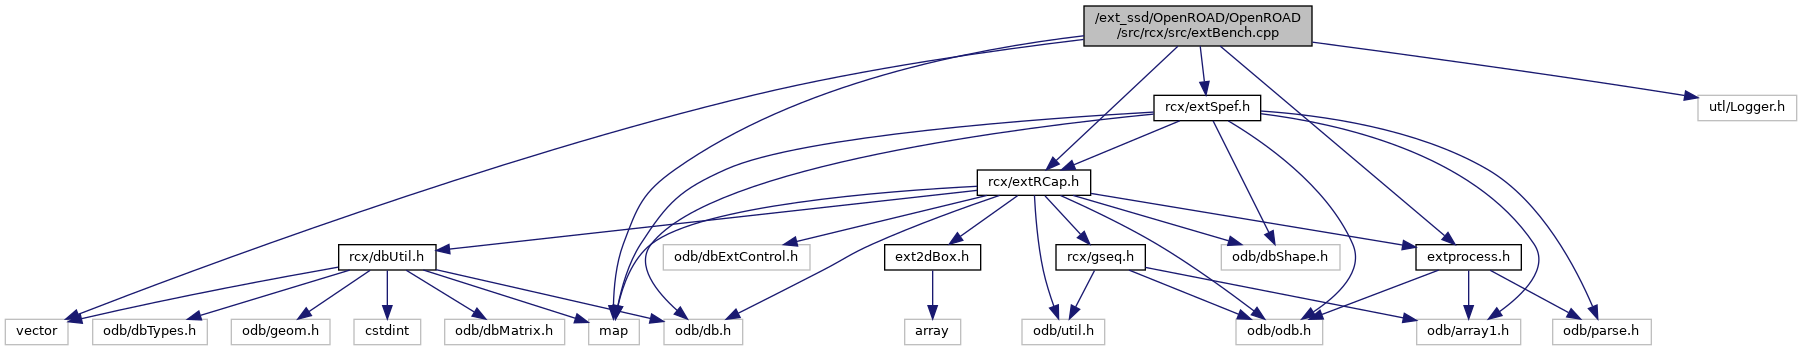 /ext_ssd/OpenROAD/OpenROAD
/src/rcx/src/extBench.cpp
rcx/extSpef.h
utl/Logger.h
rcx/extRCap.h
rcx/dbUtil.h
odb/dbExtControl.h
ext2dBox.h
rcx/gseq.h
odb/dbShape.h
extprocess.h
vector
odb/dbTypes.h
odb/geom.h
cstdint
odb/dbMatrix.h
map
odb/db.h
array
odb/util.h
odb/odb.h
odb/array1.h
odb/parse.h